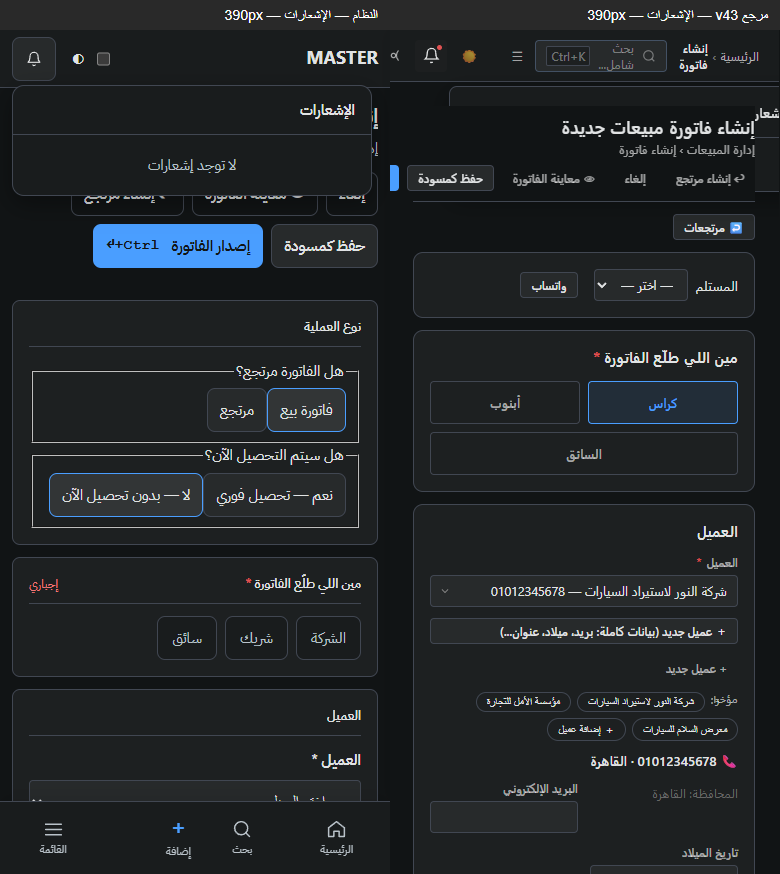 مرجع v43 — الإشعارات — 390px
الرئيسية › إنشاء فاتورة
بحث شامل...
Ctrl+K
إنشاء فاتورة مبيعات جديدة
إدارة المبيعات › إنشاء فاتورة
إنشاء مرتجع
معاينة الفاتورة
إلغاء
حفظ كمسودة
مرتجعات
المستلم
— اختر —
واتساب
مين اللي طلّع الفاتورة *
كراس
أبنوب
السائق
العميل
العميل *
شركة النور لاستيراد السيارات — 01012345678
+ عميل جديد (بيانات كاملة: بريد، ميلاد، عنوان...)
+ عميل جديد
مؤخرًا:
شركة النور لاستيراد السيارات
مؤسسة الأمل للتجارة
معرض السلام للسيارات
+ إضافة عميل
01012345678 · القاهرة
المحافظة: القاهرة
البريد الإلكتروني
تاريخ الميلاد
النظام — الإشعارات — 390px
MASTER
الإشعارات
لا توجد إشعارات
إنشاء مرتجع
معاينة الفاتورة
إلغاء
حفظ كمسودة
إصدار الفاتورة Ctrl+↵
نوع العملية
هل الفاتورة مرتجع؟
فاتورة بيع
مرتجع
هل سيتم التحصيل الآن؟
نعم — تحصيل فوري
لا — بدون تحصيل الآن
مين اللي طلّع الفاتورة *
إجباري
الشركة
شريك
سائق
العميل
العميل *
الرئيسية
بحث
إضافة
القائمة